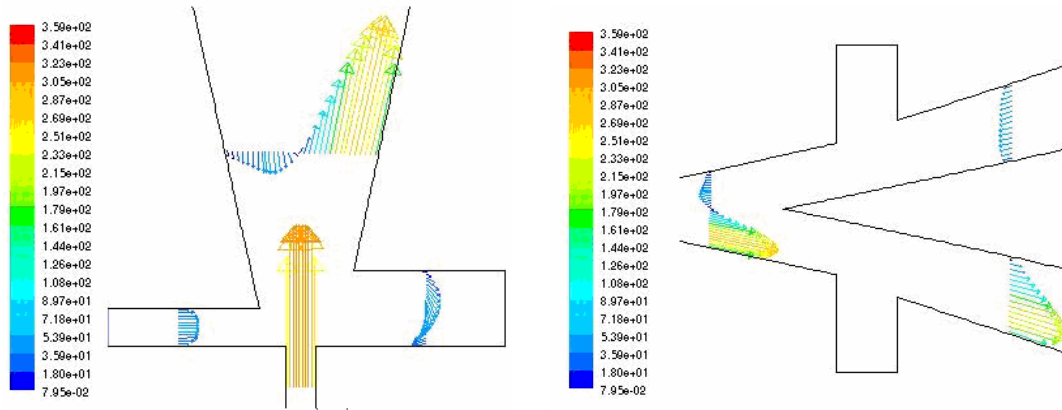 3.59e+02
3.41e+02
3.23e+02
3.05e+02
2.87e+02
2.69e+02
2.51e+02
2.33e+02
2.15e+02
1.97e+02
1.79e+02
1.61e+02
1.44e+02
1.26e+02
1.08e+02
8.97e+01
7.18e+01
5.39e+01
3.59e+01
1.80e+01
7.95e-02
3.59e+02
3.41e+02
3.23e+02
3.05e+02
2.87e+02
2.69e+02
2.51e+02
2.33e+02
2.15e+02
1.97e+02
1.79e+02
1.61e+02
1.44e+02
1.26e+02
1.08e+02
8.97e+01
7.18e+01
5.39e+01
3.59e+01
1.80e+01
7.95e-02